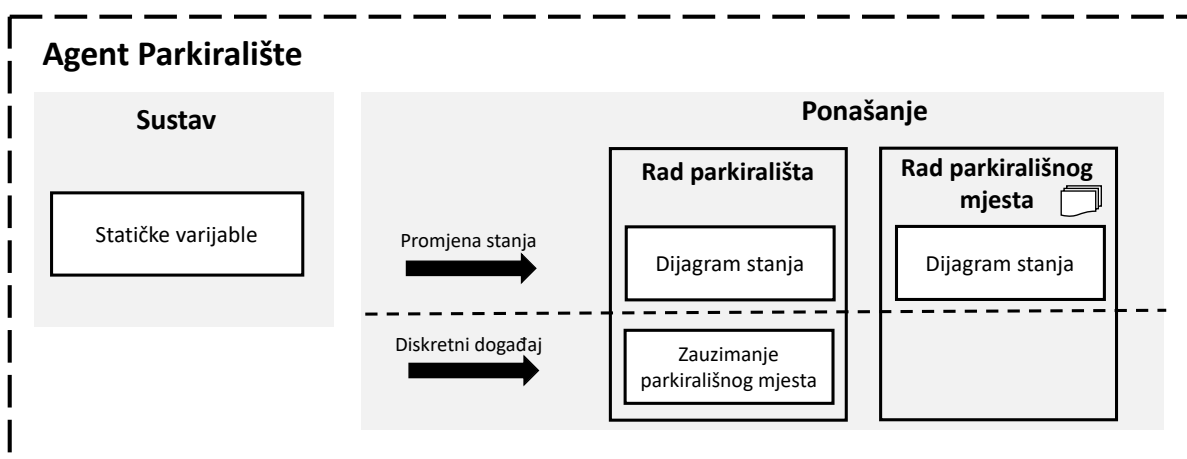 Agent Parkiralište
Sustav
Statičke varijable
Ponašanje
Rad parkirališta
Rad parkirališnog
mjesta
Promjena stanja
Dijagram stanja
Dijagram stanja
Diskretni događaj
Zauzimanje
parkirališnog mjesta